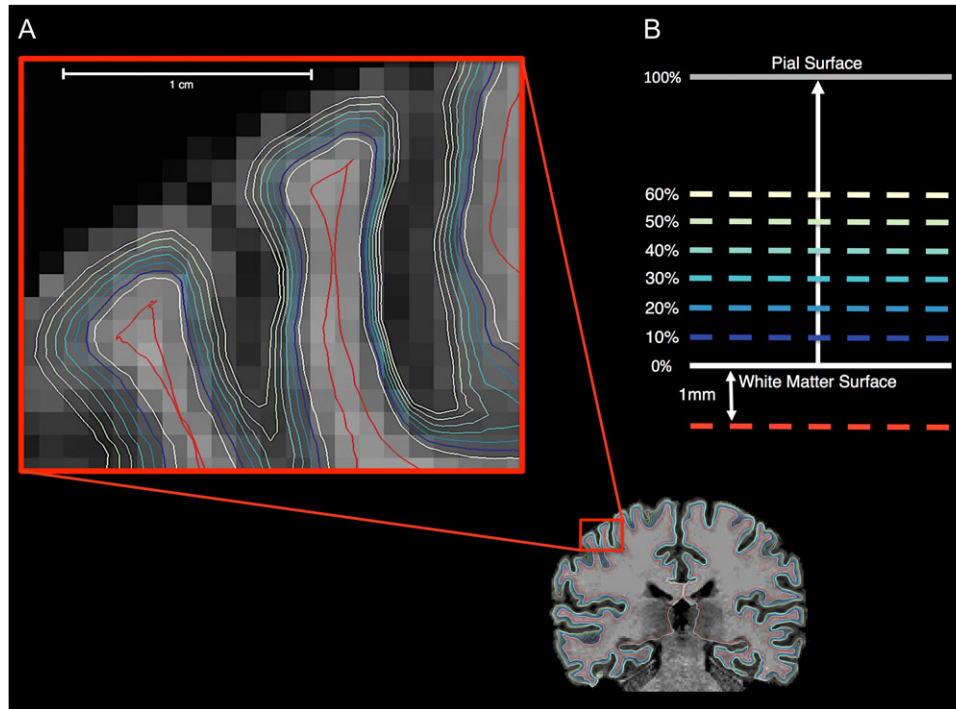 A
1 cm
B
Pial Surface
100%
60%
50%
40%
30%
20%
10%
0%
White Matter Surface
1mm